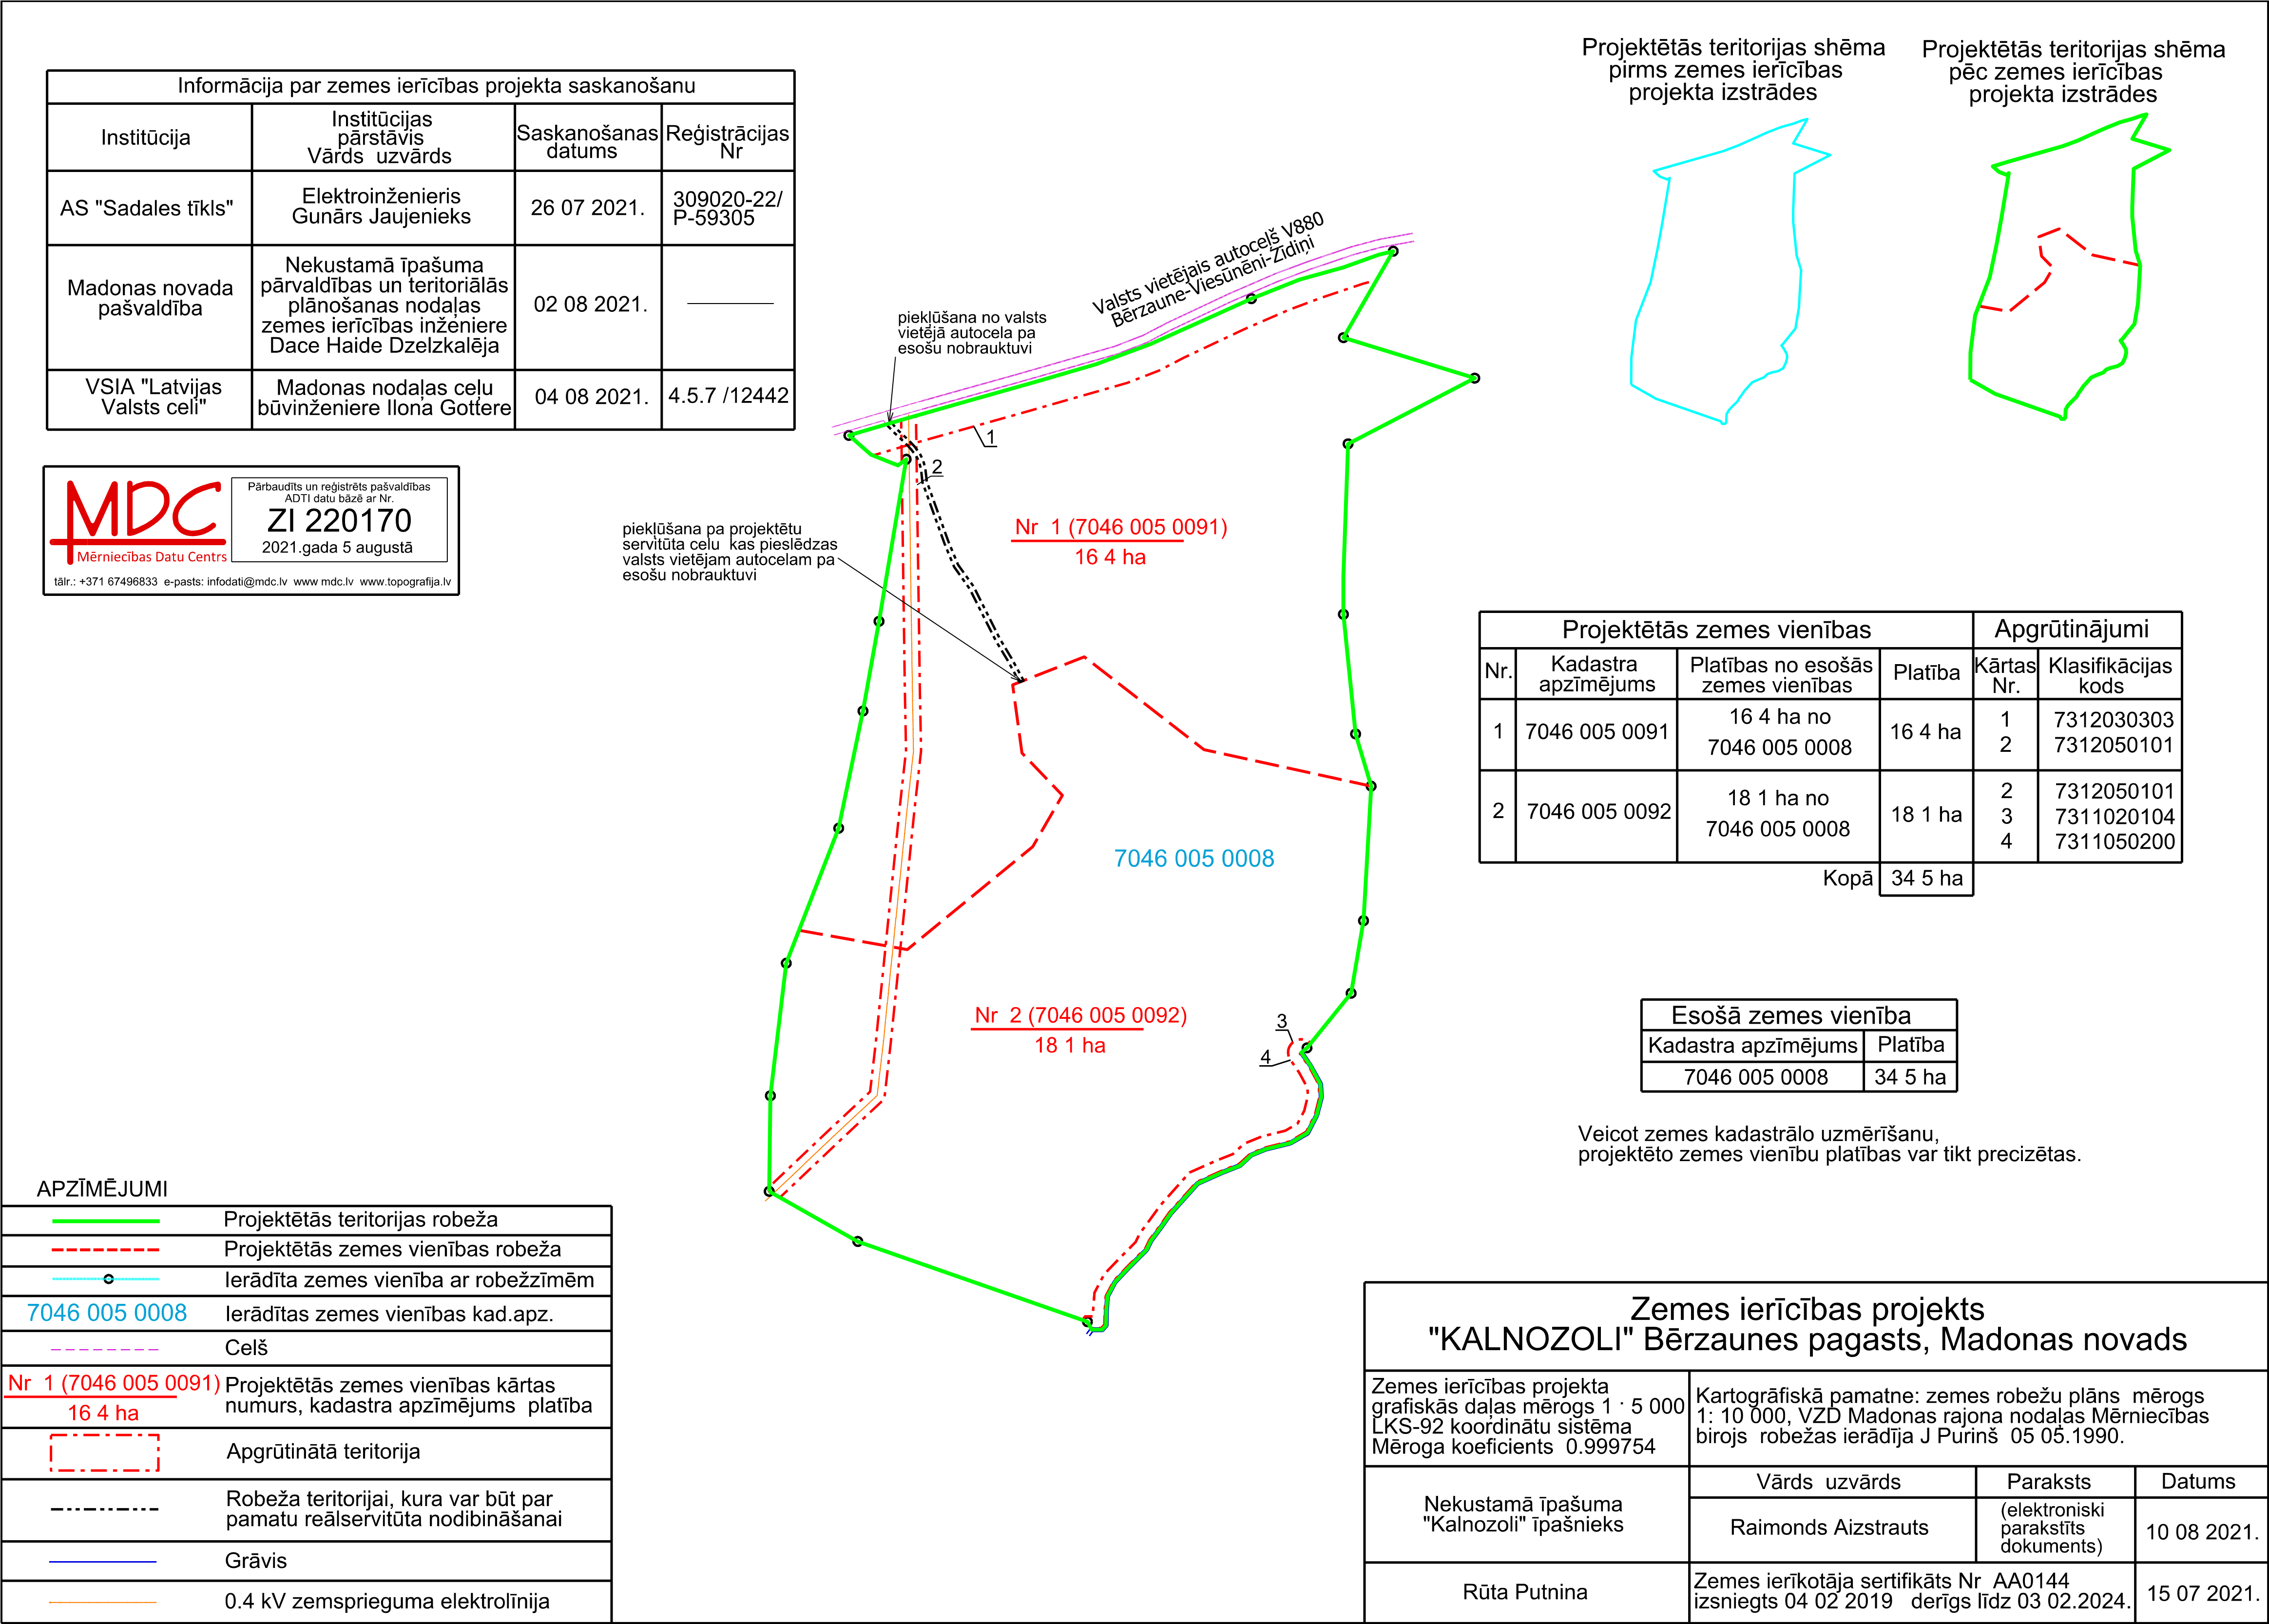 Informācija par zemes ierīcības projekta saskanošanu
Institūcija
Institūcijas
pārstāvis
Vārds uzvārds
Saskanošanas
datums
Reģistrācijas
Nr
AS "Sadales tīkls"
Elektroinženieris
Gunārs Jaujenieks
26 07 2021.
309020-22/
P-59305
Madonas novada
pašvaldība
Nekustamā īpašuma
pārvaldības un teritoriālās
plānošanas nodaļas
zemes ierīcības inženiere
Dace Haide Dzelzkalēja
02 08 2021.
VSIA "Latvijas
Valsts celi"
Madonas nodaļas ceļu
būvinženiere Ilona Gottere
04 08 2021.
4.5.7 /12442
MDC
Mērniecības Datu Centrs
Pārbaudīts un reģistrēts pašvaldības
ADTI datu bāzē ar Nr.
ZI 220170
2021.gada 5 augustā
tālr.: +371 67496833 e-pasts: infodati@mdc.lv www mdc.lv www.topografija.lv
Projektētās teritorijas shēma
pirms zemes ierīcības
projekta izstrādes
Projektētās teritorijas shēma
pēc zemes ierīcības
projekta izstrādes
Valsts vietējais autoceļš V880
Bērzaune-Viesūnēni-Zīdiņi
piekļūšana no valsts
vietējā autocela pa
esošu nobrauktuvi
1
2
piekļūšana pa projektētu
servitūta celu kas pieslēdzas
valsts vietējam autocelam pa
esošu nobrauktuvi
Nr 1 (7046 005 0091)
16 4 ha
7046 005 0008
Nr 2 (7046 005 0092)
18 1 ha
3
4
Projektētās zemes vienības
Apgrūtinājumi
Nr.
Kadastra
apzīmējums
Platības no esošās
zemes vienības
Platība
Kārtas
Nr.
Klasifikācijas
kods
1
7046 005 0091
16 4 ha no
7046 005 0008
16 4 ha
1
7312030303
2
7312050101
2
7046 005 0092
18 1 ha no
7046 005 0008
18 1 ha
2
7312050101
3
7311020104
4
7311050200
Kopā
34 5 ha
Esošā zemes vienība
Kadastra apzīmējums
Platība
7046 005 0008
34 5 ha
Veicot zemes kadastrālo uzmērīšanu,
projektēto zemes vienību platības var tikt precizētas.
APZĪMĒJUMI
Projektētās teritorijas robeža
Projektētās zemes vienības robeža
Ierādīta zemes vienība ar robežzīmēm
7046 005 0008
Ierādītas zemes vienības kad.apz.
Celš
Nr 1 (7046 005 0091)
16 4 ha
Projektētās zemes vienības kārtas
numurs, kadastra apzīmējums platība
Apgrūtinātā teritorija
Robeža teritorijai, kura var būt par
pamatu reālservitūta nodibināšanai
Grāvis
0.4 kV zemsprieguma elektrolīnija
Zemes ierīcības projekts
"KALNOZOLI" Bērzaunes pagasts, Madonas novads
Zemes ierīcības projekta
grafiskās daļas mērogs 1 : 5 000
LKS-92 koordinātu sistēma
Mēroga koeficients 0.999754
Kartogrāfiskā pamatne: zemes robežu plāns mērogs
1: 10 000, VZD Madonas rajona nodaļas Mērniecības
birojs robežas ierādīja J Purinš 05 05.1990.
Nekustamā īpašuma
"Kalnozoli" īpašnieks
Vārds uzvārds
Paraksts
Datums
Raimonds Aizstrauts
(elektroniski
parakstīts
dokuments)
10 08 2021.
Rūta Putnina
Zemes ierīkotāja sertifikāts Nr AA0144
izsniegts 04 02 2019 derīgs līdz 03 02.2024.
15 07 2021.